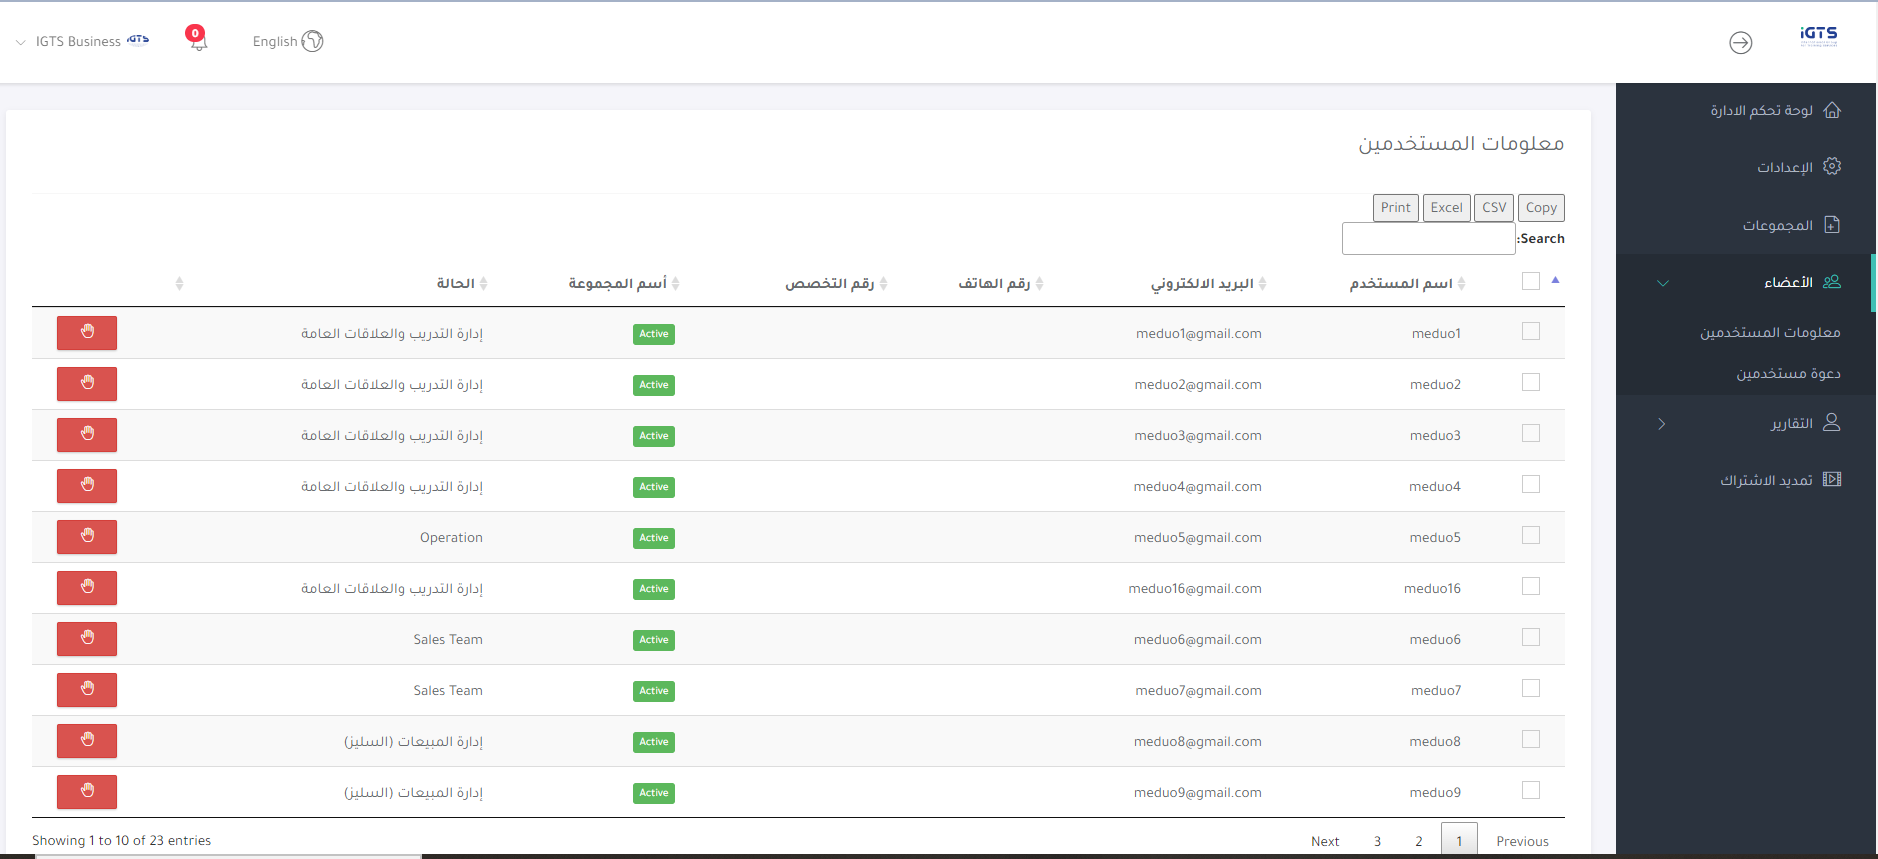 iGTS
English
0
IGTS Business iGTS
لوحة تحكم الادارة
الإعدادات
المجموعات
الأعضاء
معلومات المستخدمين
دعوة مستخدمين
التقارير
تمديد الاشتراك
معلومات المستخدمين
Copy CSV Excel Print
Search:
اسم المستخدم البريد الالكتروني رقم الهاتف رقم التخصص أسم المجموعة الحالة
meduo1 meduo1@gmail.com Active إدارة التدريب والعلاقات العامة
meduo2 meduo2@gmail.com Active إدارة التدريب والعلاقات العامة
meduo3 meduo3@gmail.com Active إدارة التدريب والعلاقات العامة
meduo4 meduo4@gmail.com Active إدارة التدريب والعلاقات العامة
meduo5 meduo5@gmail.com Active Operation
meduo16 meduo16@gmail.com Active إدارة التدريب والعلاقات العامة
meduo6 meduo6@gmail.com Active Sales Team
meduo7 meduo7@gmail.com Active Sales Team
meduo8 meduo8@gmail.com Active إدارة المبيعات (السليز)
meduo9 meduo9@gmail.com Active إدارة المبيعات (السليز)
Previous 1 2 3 Next
Showing 1 to 10 of 23 entries